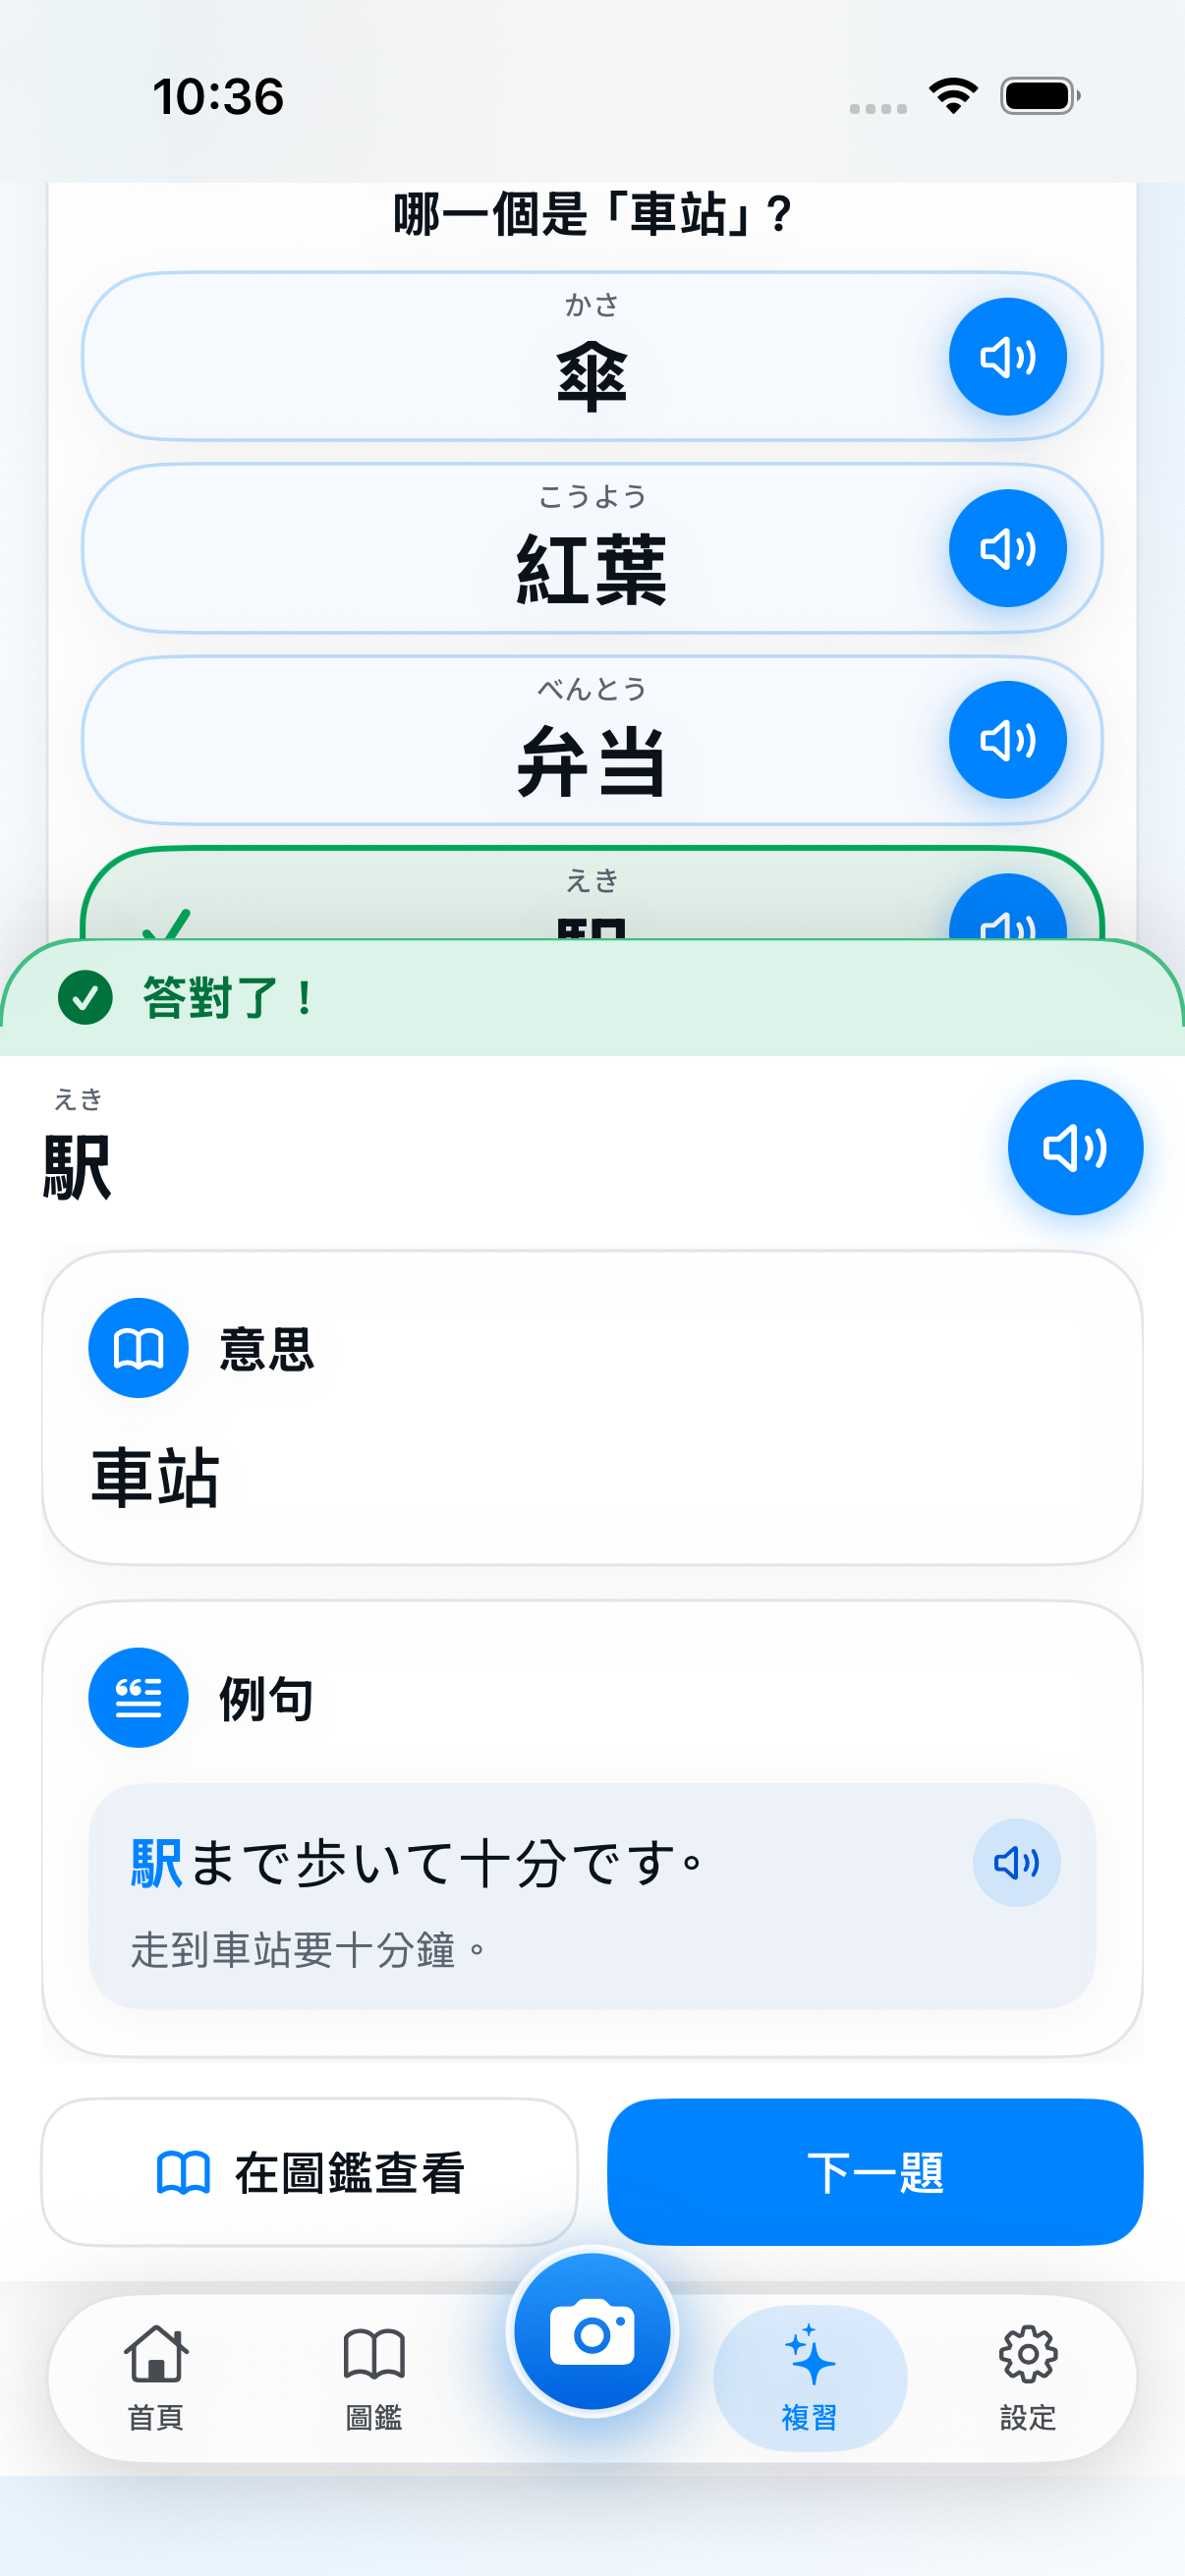 10:36
哪一個是「車站」?
かさ
傘
こうよう
紅葉
べんとう
弁当
えき
駅
答對了！
えき
駅
意思
車站
例句
駅まで歩いて十分です。
走到車站要十分鐘。
在圖鑑查看
下一題
首頁
圖鑑
複習
設定